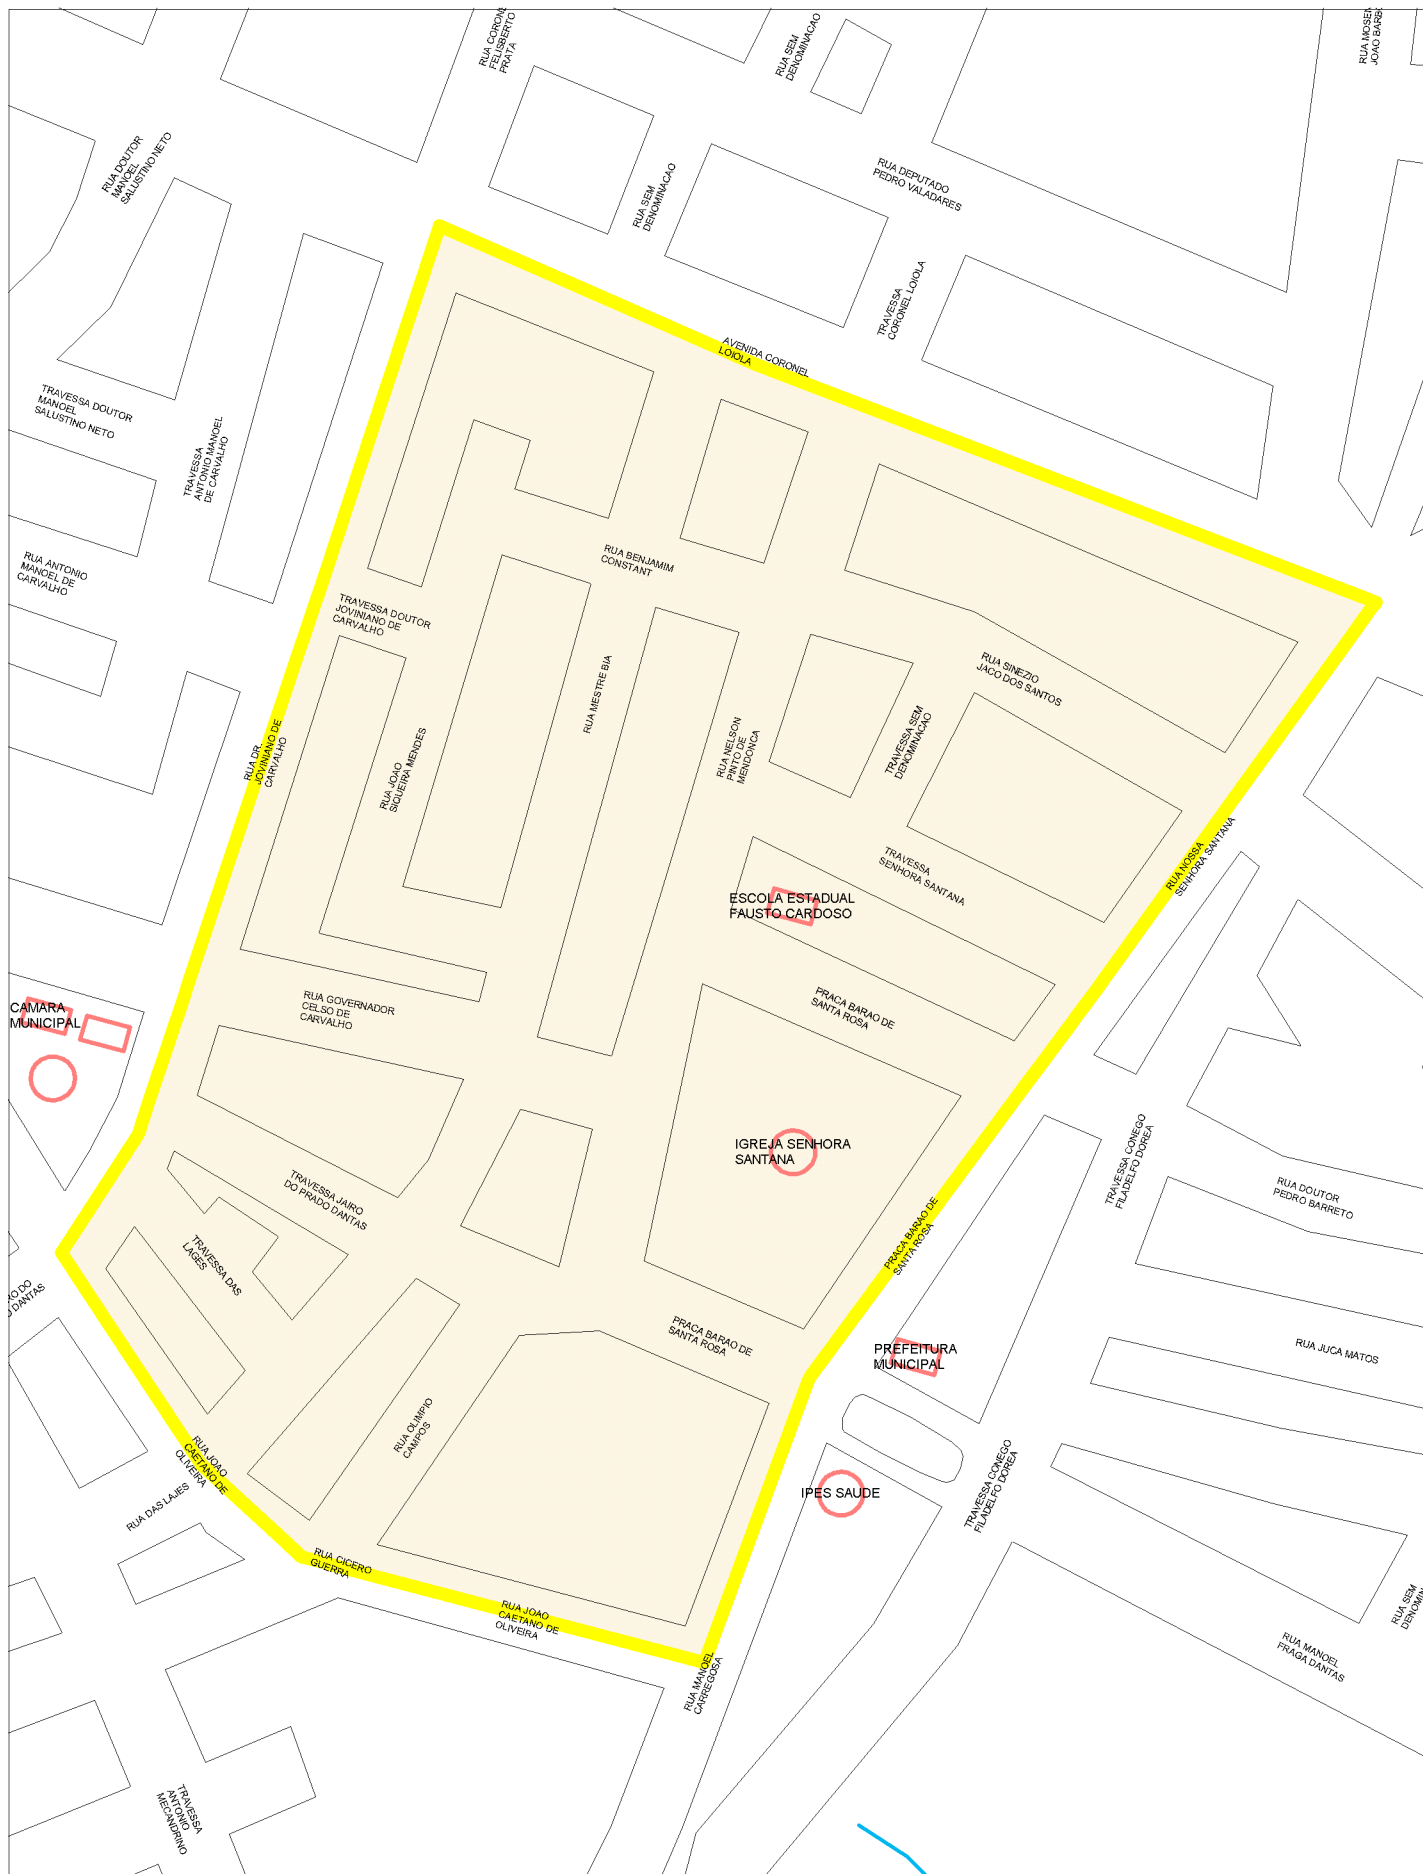 RUA CORONEL
FELISBERTO
PRATA
RUA SEM
DENOMINACAO
JOAO BARB
RUA DOUTOR
MANOEL
SALUSTINO NETO
RUA SEM
DENOMINACAO
RUA DEPUTADO
PEDRO VALADARES
TRAVESSA
CORONEL LOIOLA
AVENIDA CORONEL
LOIOLA
TRAVESSA DOUTOR
MANOEL
SALUSTINO NETO
TRAVESSA
ANTONIO MANOEL
DE CARVALHO
RUA ANTONIO
MANOEL DE
CARVALHO
RUA BENJAMIM
CONSTANT
TRAVESSA DOUTOR
JOVINIANO DE
CARVALHO
RUA MESTRE BIA
RUA SINEZIO
JACO DOS SANTOS
RUA DR.
JOVINIANO DE
CARVALHO
RUA JOAO
SIQUEIRA MENDES
RUA NELSON
PINTO DE
MENDONCA
TRAVESSA SEM
DENOMINACAO
TRAVESSA
SENHORA SANTANA
RUA NOSSA
SENHORA SANTANA
ESCOLA ESTADUAL
FAUSTO CARDOSO
CAMARA
MUNICIPAL
RUA GOVERNADOR
CELSO DE
CARVALHO
PRACA BARAO DE
SANTA ROSA
IGREJA SENHORA
SANTANA
TRAVESSA CONEGO
FILADELFO DOREA
RUA DOUTOR
PEDRO BARRETO
TRAVESSA JAIRO
DO PRADO DANTAS
PRACA BARAO DE
SANTA ROSA
TRAVESSA DAS
LAGES
RO DO
O DANTAS
PRACA BARAO DE
SANTA ROSA
PREFEITURA
MUNICIPAL
RUA JUCA MATOS
RUA OLIMPIO
CAMPOS
RUA JOAO
CAETANO DE
OLIVEIRA
RUA DAS LAJES
IPES SAUDE
TRAVESSA CONEGO
FILADELFO DOREA
RUA CICERO
GUERRA
RUA JOAO
CAETANO DE
OLIVEIRA
RUA SEM
DENOMIN
RUA MANOEL
CARREGOSA
RUA MANOEL
FRAGA DANTAS
TRAVESSA
ANTONIO
MECANDRINO